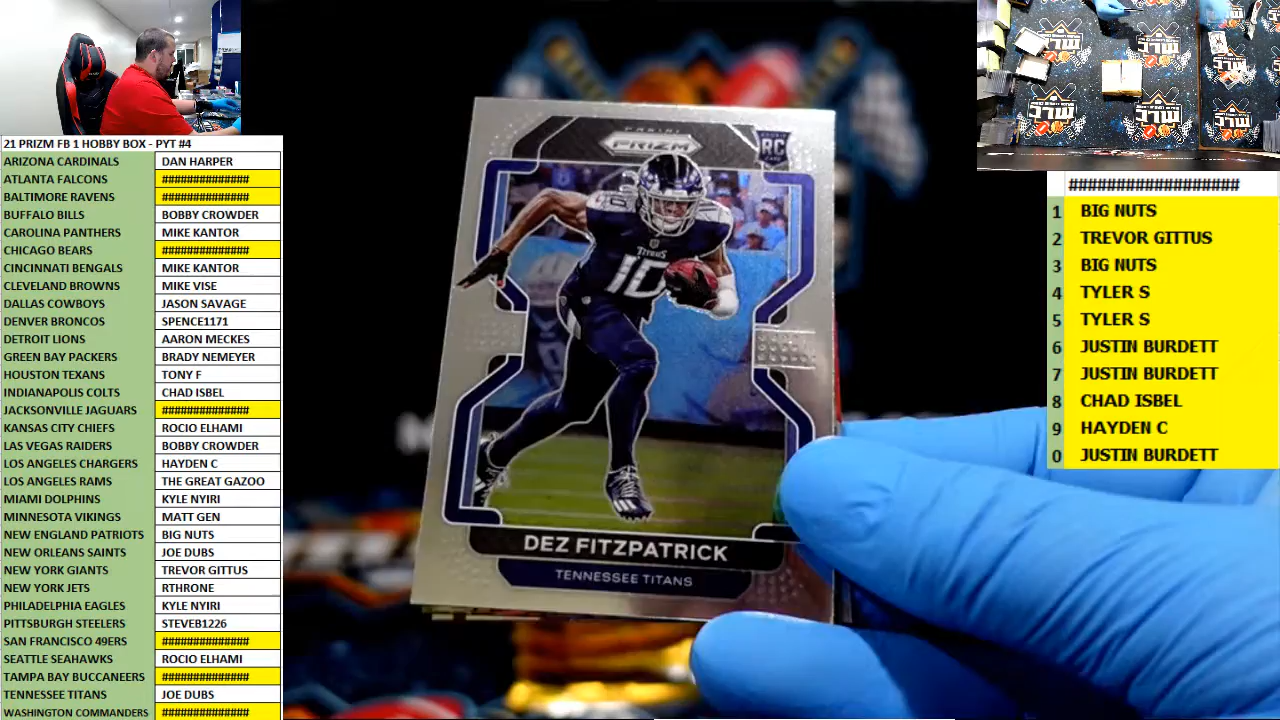 21 PRIZM FB 1 HOBBY BOX - PYT #4
ARIZONA CARDINALS DAN HARPER
ATLANTA FALCONS ##############
BALTIMORE RAVENS ##############
BUFFALO BILLS BOBBY CROWDER
CAROLINA PANTHERS MIKE KANTOR
CHICAGO BEARS ##############
CINCINNATI BENGALS MIKE KANTOR
CLEVELAND BROWNS MIKE VISE
DALLAS COWBOYS JASON SAVAGE
DENVER BRONCOS SPENCE1171
DETROIT LIONS AARON MECKES
GREEN BAY PACKERS BRADY NEMEYER
HOUSTON TEXANS TONY F
INDIANAPOLIS COLTS CHAD ISBEL
JACKSONVILLE JAGUARS ##############
KANSAS CITY CHIEFS ROCIO ELHAMI
LAS VEGAS RAIDERS BOBBY CROWDER
LOS ANGELES CHARGERS HAYDEN C
LOS ANGELES RAMS THE GREAT GAZOO
MIAMI DOLPHINS KYLE NYIRI
MINNESOTA VIKINGS MATT GEN
NEW ENGLAND PATRIOTS BIG NUTS
NEW ORLEANS SAINTS JOE DUBS
NEW YORK GIANTS TREVOR GITTUS
NEW YORK JETS RTHRONE
PHILADELPHIA EAGLES KYLE NYIRI
PITTSBURGH STEELERS STEVEB1226
SAN FRANCISCO 49ERS ##############
SEATTLE SEAHAWKS ROCIO ELHAMI
TAMPA BAY BUCCANEERS ##############
TENNESSEE TITANS JOE DUBS
WASHINGTON COMMANDERS ##############
PANINI
PRIZM
RC
TITANS
10
DEZ FITZPATRICK
TENNESSEE TITANS
##################
1 BIG NUTS
2 TREVOR GITTUS
3 BIG NUTS
4 TYLER S
5 TYLER S
6 JUSTIN BURDETT
7 JUSTIN BURDETT
8 CHAD ISBEL
9 HAYDEN C
0 JUSTIN BURDETT